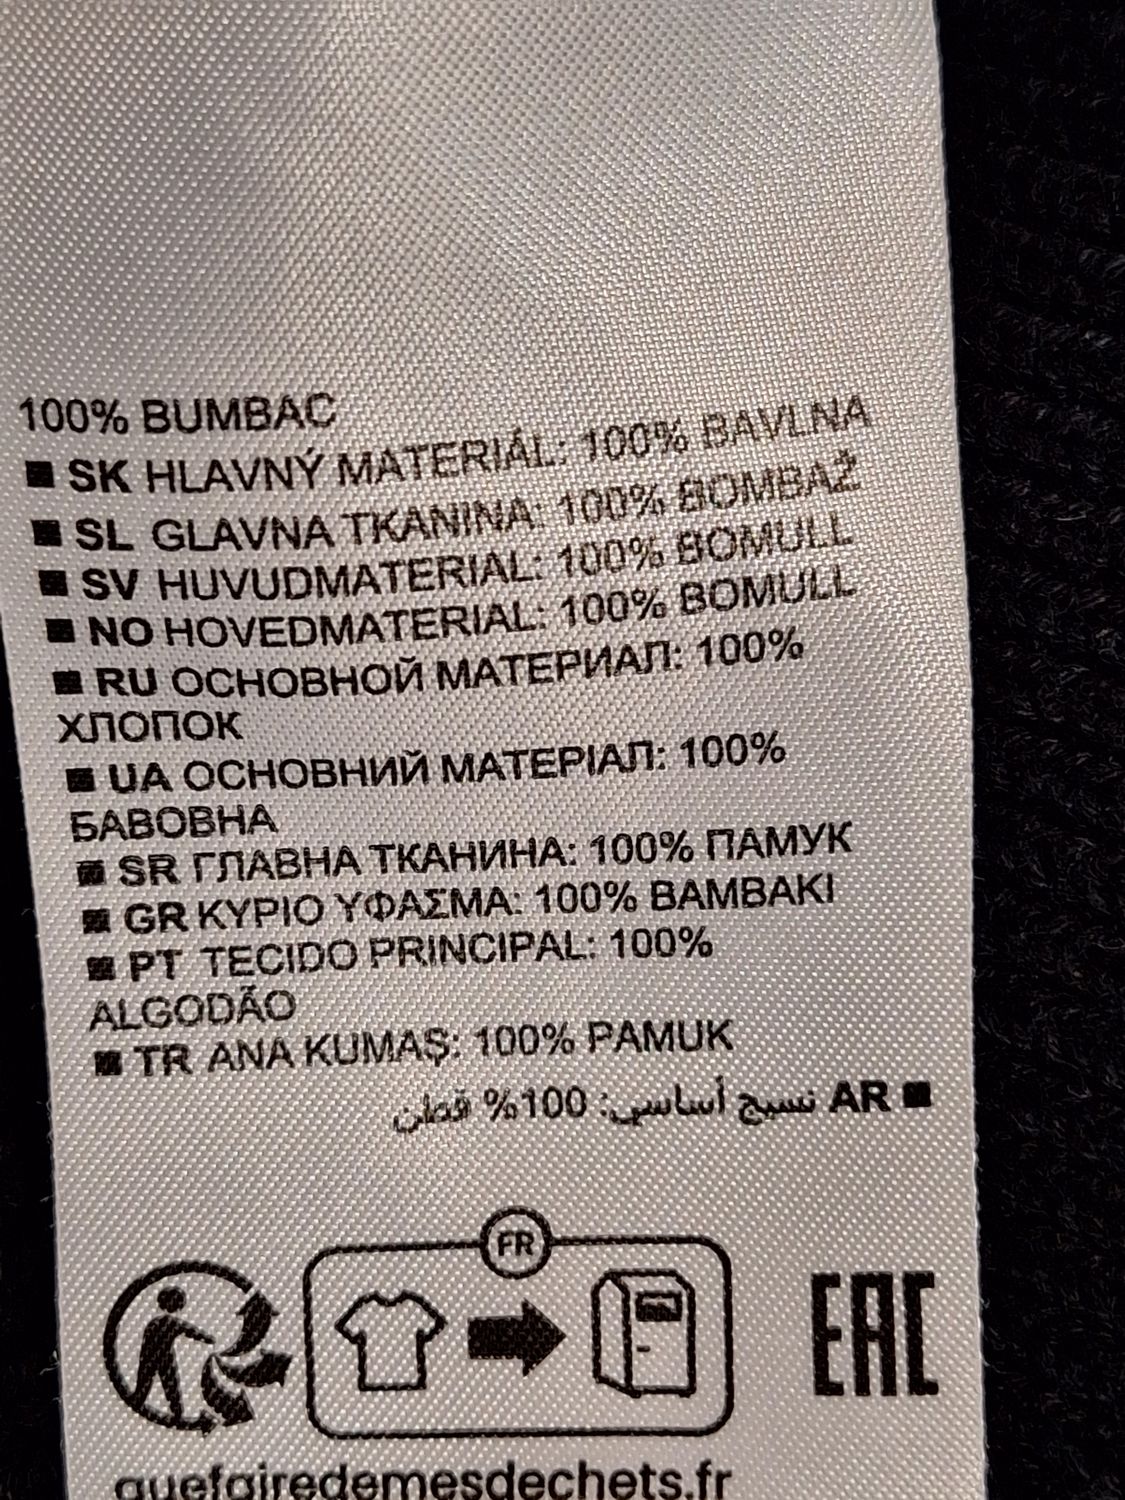 100% BUMBAC
■ SK HLAVNÝ MATERIÁL: 100% BAVLNA
■ SL GLAVNA TKANINA: 100% BOMBAŽ
■ SV HUVUDMATERIAL: 100% BOMULL
■ NO HOVEDMATERIAL: 100% BOMULL
■ RU ОСНОВНОЙ МАТЕРИАЛ: 100%
ХЛОПОК
■ UA ОСНОВНИЙ МАТЕРІАЛ: 100%
БАВОВНА
■ SR ГЛАВНА ТКАНИНА: 100% ПАМУК
■ GR ΚΥΡΙΟ ΥΦΑΣΜΑ: 100% BAMBAKI
■ PT TECIDO PRINCIPAL: 100%
ALGODÃO
■ TR ANA KUMAŞ: 100% PAMUK
■ AR نسيج أساسي: 100% قطن
FR
EAC
quefairedemesdechets.fr